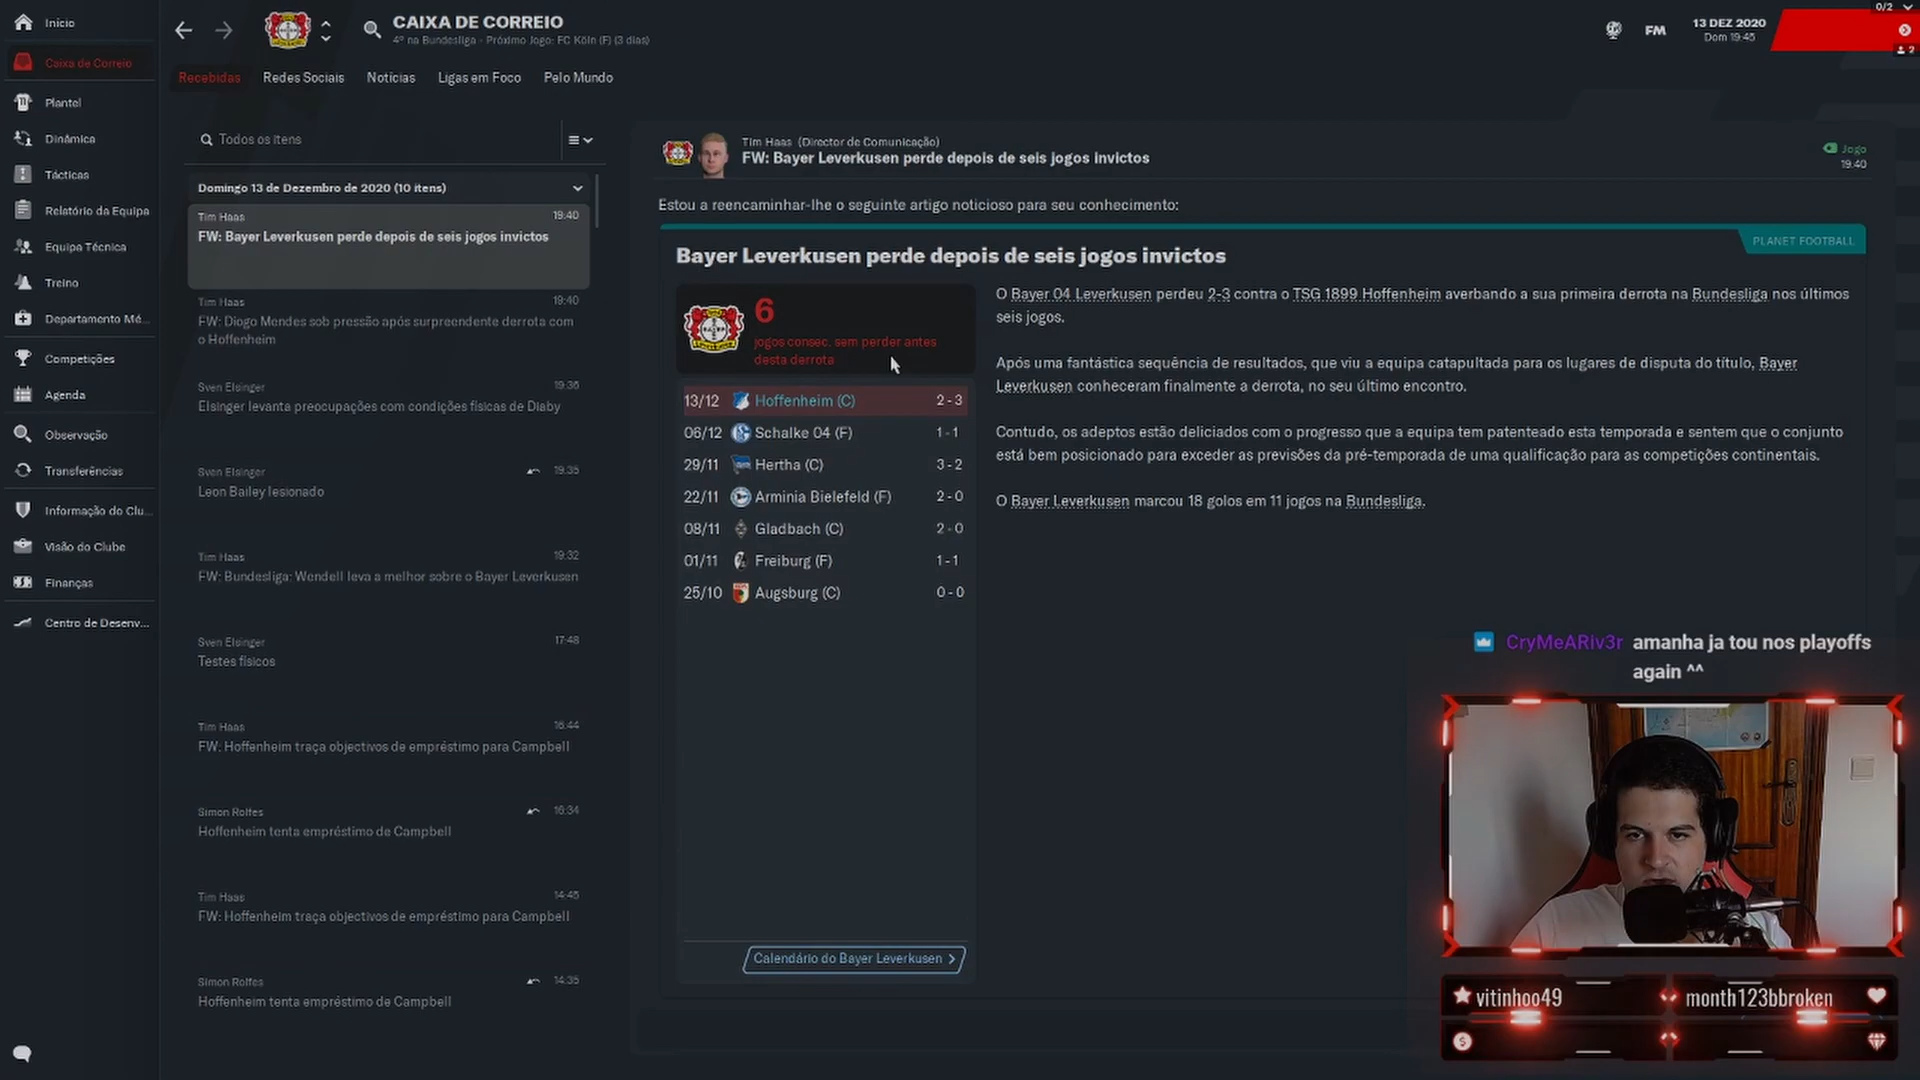 Início
Caixa de Correio
Plantel
Dinâmica
Tácticas
Relatório da Equipa
Equipa Técnica
Treino
Departamento Mé...
Competições
Agenda
Observação
Transferências
Informação do Clu...
Visão do Clube
Finanças
Centro de Desenv...
CAIXA DE CORREIO
4º na Bundesliga - Próximo Jogo: FC Köln (F) (3 dias)
FM
13 DEZ 2020
Dom 19:45
0/2
2
Recebidas
Redes Sociais
Notícias
Ligas em Foco
Pelo Mundo
Todos os itens
Domingo 13 de Dezembro de 2020 (10 itens)
Tim Haas 19:40
FW: Bayer Leverkusen perde depois de seis jogos invictos
Tim Haas 19:40
FW: Diogo Mendes sob pressão após surpreendente derrota com
o Hoffenheim
Sven Elsinger 19:36
Elsinger levanta preocupações com condições físicas de Diaby
Sven Elsinger 19:35
Leon Bailey lesionado
Tim Haas 19:32
FW: Bundesliga: Wendell leva a melhor sobre o Bayer Leverkusen
Sven Elsinger 17:48
Testes físicos
Tim Haas 16:44
FW: Hoffenheim traça objectivos de empréstimo para Campbell
Simon Rolfes 16:34
Hoffenheim tenta empréstimo de Campbell
Tim Haas 14:45
FW: Hoffenheim traça objectivos de empréstimo para Campbell
Simon Rolfes 14:35
Hoffenheim tenta empréstimo de Campbell
Tim Haas (Director de Comunicação)
FW: Bayer Leverkusen perde depois de seis jogos invictos
Jogo
19:40
Estou a reencaminhar-lhe o seguinte artigo noticioso para seu conhecimento:
PLANET FOOTBALL
Bayer Leverkusen perde depois de seis jogos invictos
6
jogos consec. sem perder antes
desta derrota
13/12 Hoffenheim (C) 2 - 3
06/12 Schalke 04 (F) 1 - 1
29/11 Hertha (C) 3 - 2
22/11 Arminia Bielefeld (F) 2 - 0
08/11 Gladbach (C) 2 - 0
01/11 Freiburg (F) 1 - 1
25/10 Augsburg (C) 0 - 0
Calendário do Bayer Leverkusen
O Bayer 04 Leverkusen perdeu 2-3 contra o TSG 1899 Hoffenheim averbando a sua primeira derrota na Bundesliga nos últimos
seis jogos.
Após uma fantástica sequência de resultados, que viu a equipa catapultada para os lugares de disputa do título, Bayer
Leverkusen conheceram finalmente a derrota, no seu último encontro.
Contudo, os adeptos estão deliciados com o progresso que a equipa tem patenteado esta temporada e sentem que o conjunto
está bem posicionado para exceder as previsões da pré-temporada de uma qualificação para as competições continentais.
O Bayer Leverkusen marcou 18 golos em 11 jogos na Bundesliga.
CryMeARiv3r amanha ja tou nos playoffs
again ^^
vitinhoo49
month123bbroken